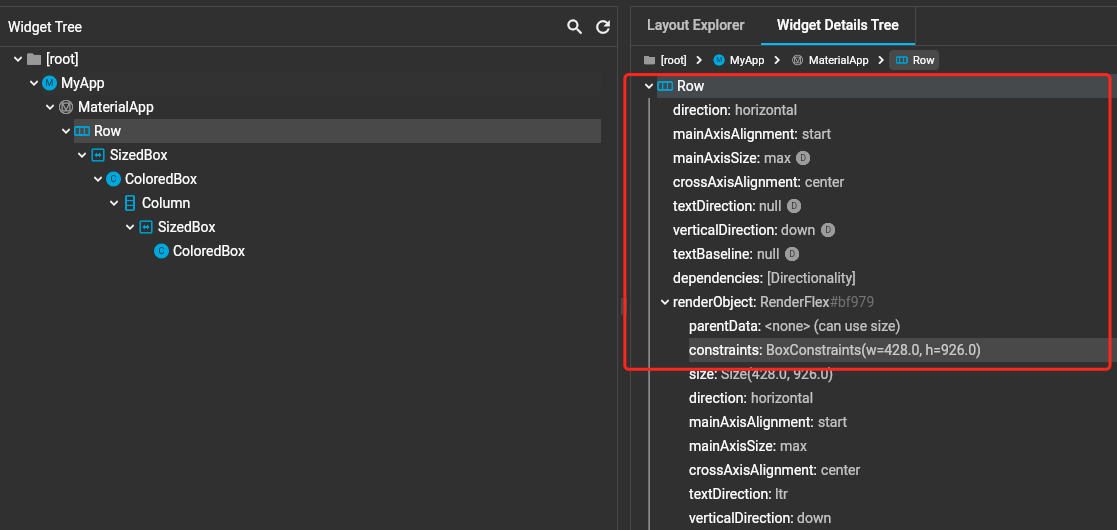 Widget Tree
[root]
MyApp
MaterialApp
Row
SizedBox
ColoredBox
Column
SizedBox
ColoredBox
Layout Explorer
Widget Details Tree
[root] MyApp MaterialApp Row
Row
direction: horizontal
mainAxisAlignment: start
mainAxisSize: max D
crossAxisAlignment: center
textDirection: null D
verticalDirection: down D
textBaseline: null D
dependencies: [Directionality]
renderObject: RenderFlex#bf979
parentData: <none> (can use size)
constraints: BoxConstraints(w=428.0, h=926.0)
size: Size(428.0, 926.0)
direction: horizontal
mainAxisAlignment: start
mainAxisSize: max
crossAxisAlignment: center
textDirection: ltr
verticalDirection: down